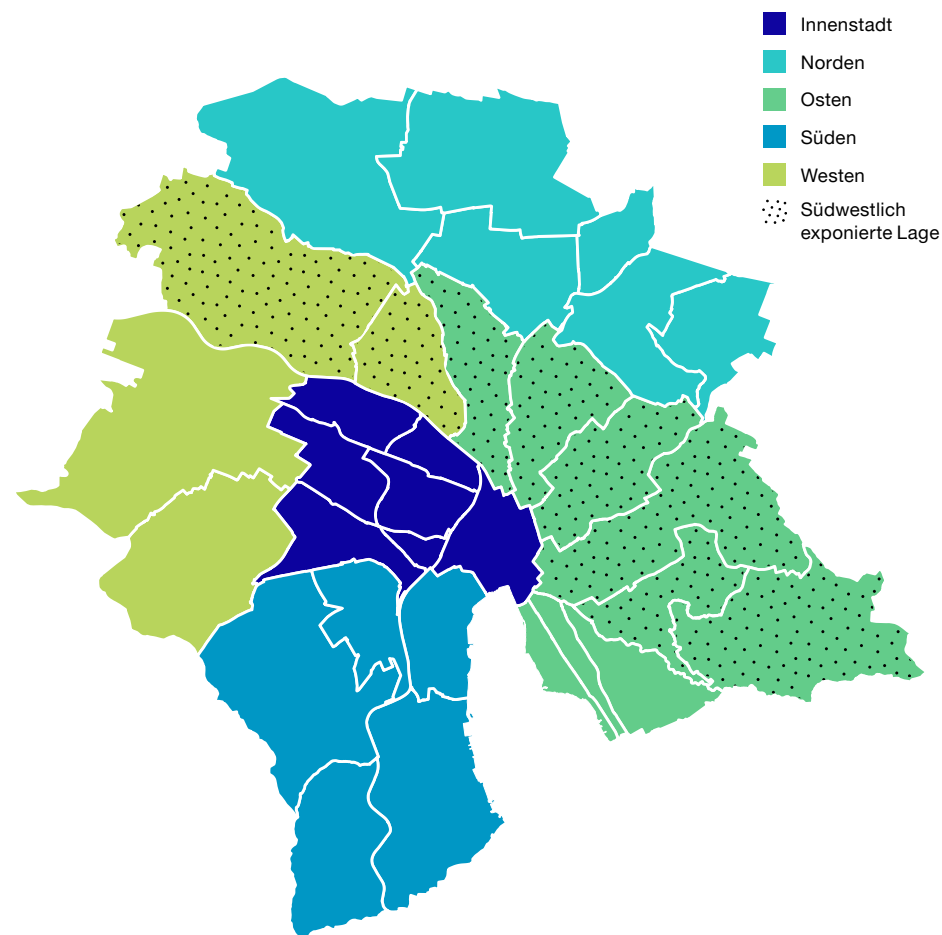 Innenstadt
Norden
Osten
Süden
Westen
Südwestlich
exponierte Lage